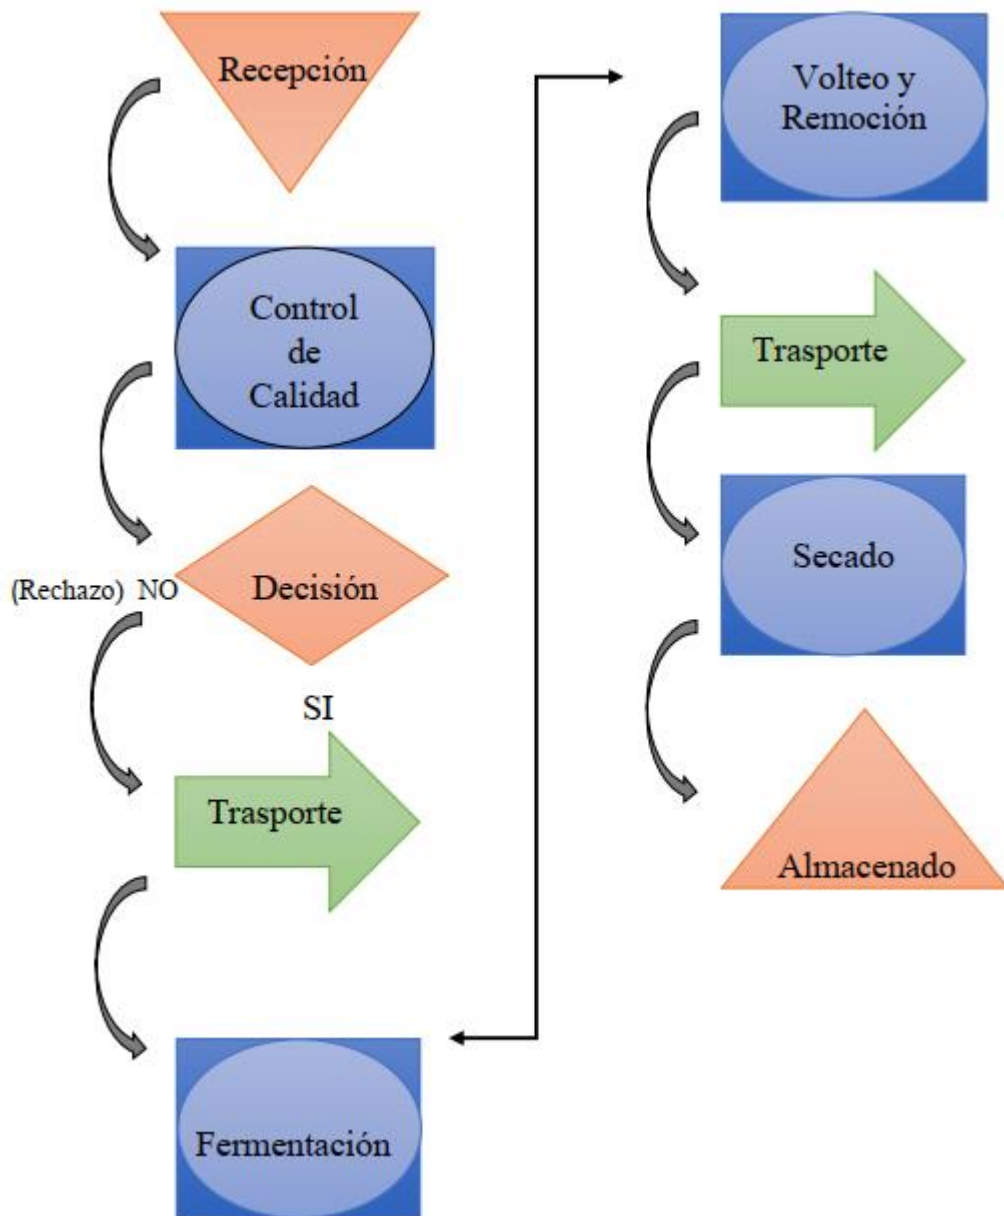 Recepción
Control
de
Calidad
(Rechazo) NO
Decisión
SI
Trasporte
Fermentación
Volteo y
Remoción
Trasporte
Secado
Almacenado